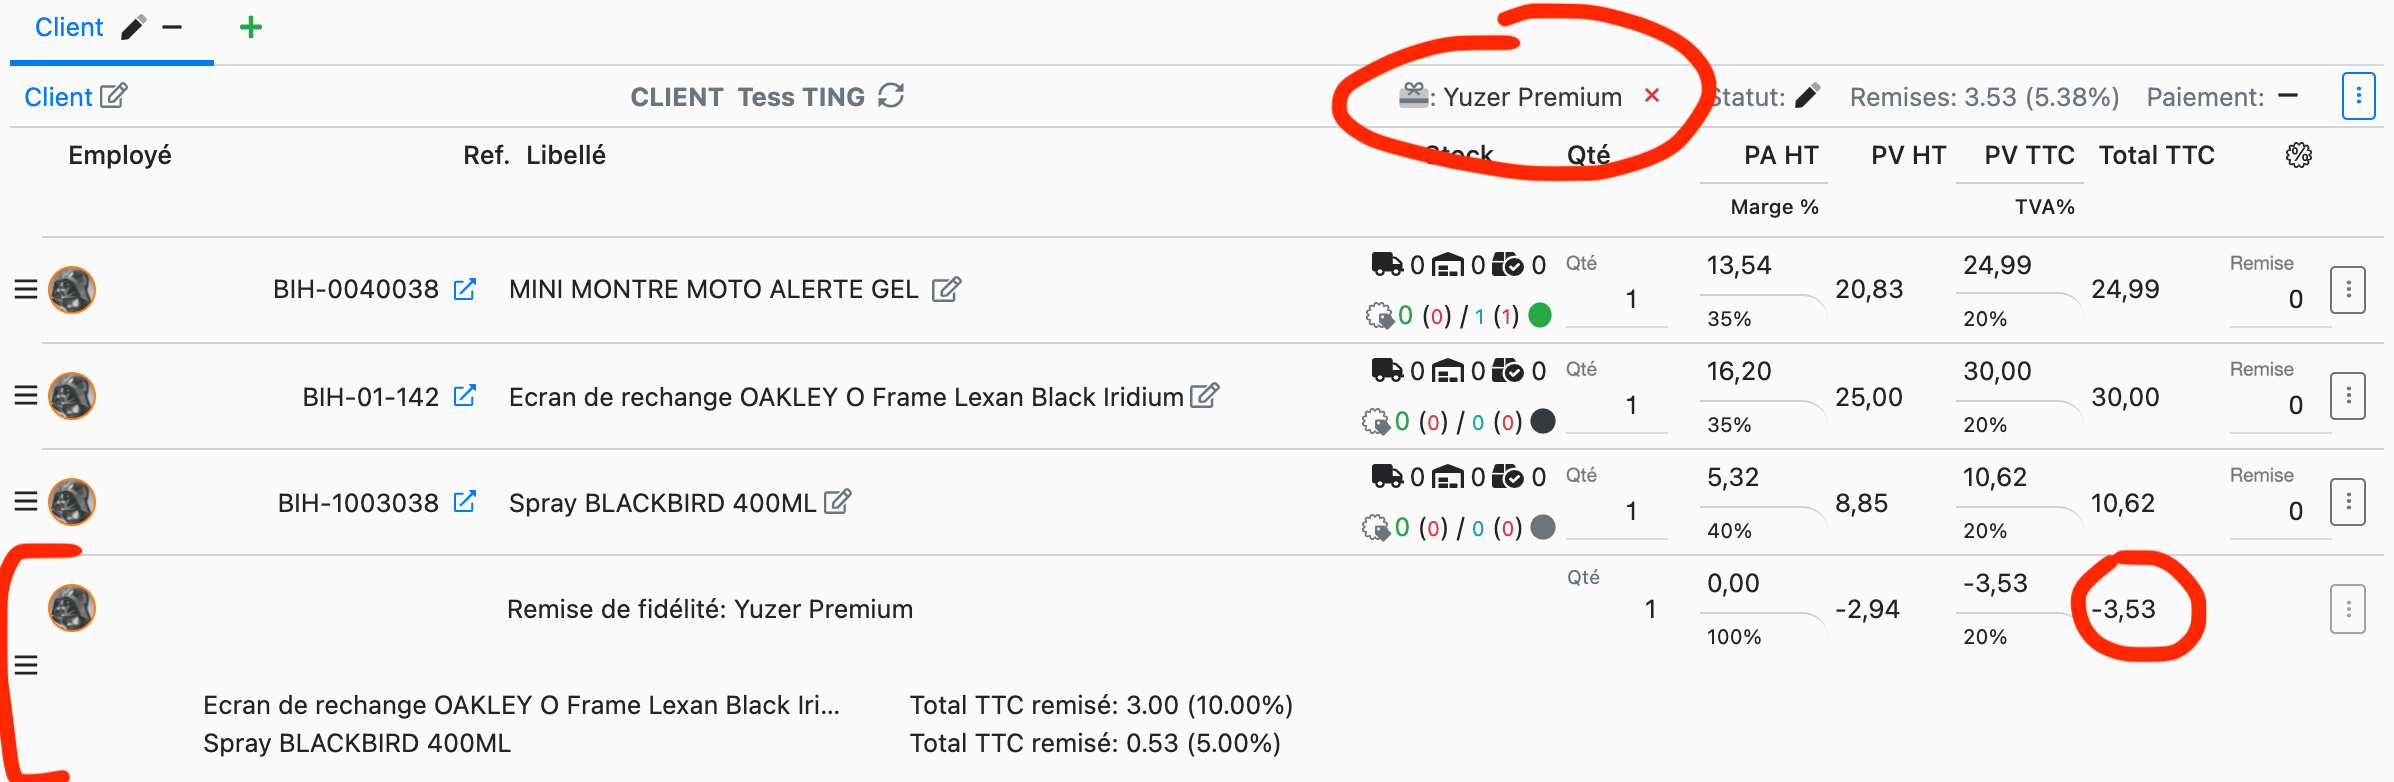 Client
Client CLIENT Tess TING : Yuzer Premium × Statut: Remises: 3.53 (5.38%) Paiement:
Employé Ref. Libellé Stock Qté PA HT PV HT PV TTC Total TTC
Marge % TVA%
BIH-0040038 MINI MONTRE MOTO ALERTE GEL 0 0 0 Qté 1 13,54 20,83 24,99 24,99 Remise 0
0 (0) / 1 (1) 35% 20%
BIH-01-142 Ecran de rechange OAKLEY O Frame Lexan Black Iridium 0 0 0 Qté 1 16,20 25,00 30,00 30,00 Remise 0
0 (0) / 0 (0) 35% 20%
BIH-1003038 Spray BLACKBIRD 400ML 0 0 0 Qté 1 5,32 8,85 10,62 10,62 Remise 0
0 (0) / 0 (0) 40% 20%
Remise de fidélité: Yuzer Premium Qté 1 0,00 -2,94 -3,53 -3,53
100% 20%
Ecran de rechange OAKLEY O Frame Lexan Black Iri... Total TTC remisé: 3.00 (10.00%)
Spray BLACKBIRD 400ML Total TTC remisé: 0.53 (5.00%)